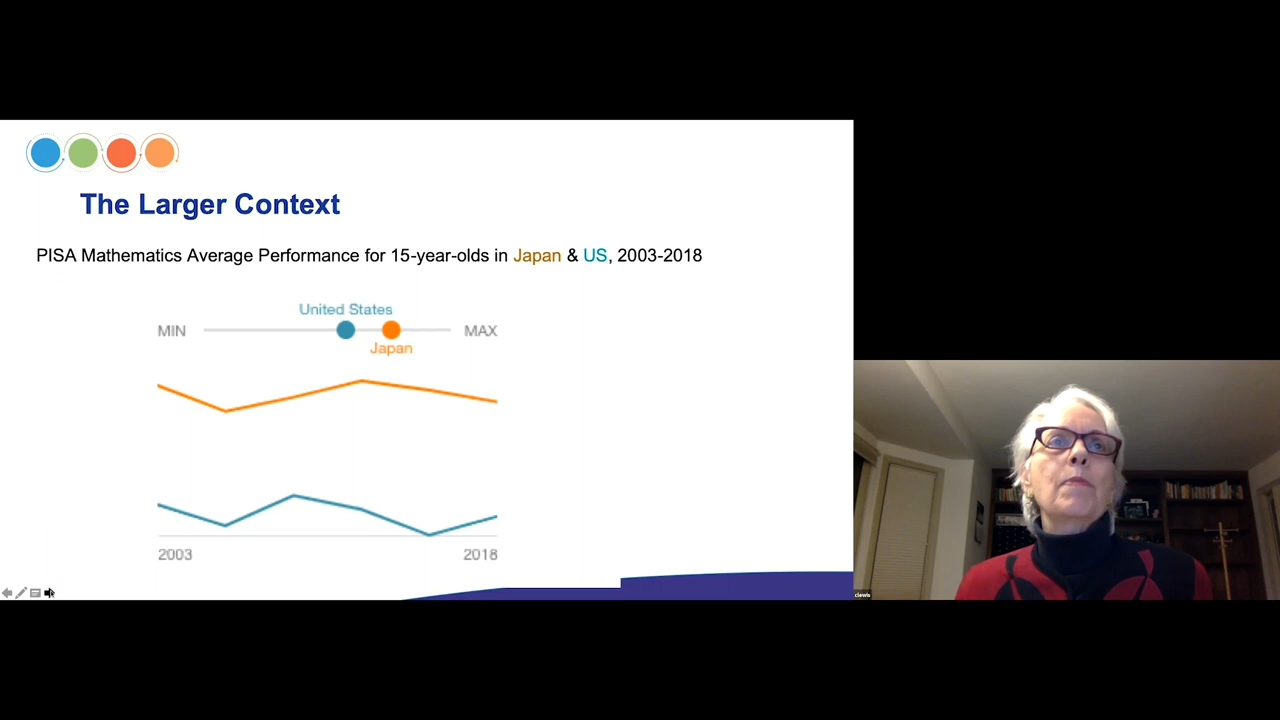 The Larger Context
PISA Mathematics Average Performance for 15-year-olds in Japan & US, 2003-2018
United States
MIN MAX
Japan
2003 2018
clewis